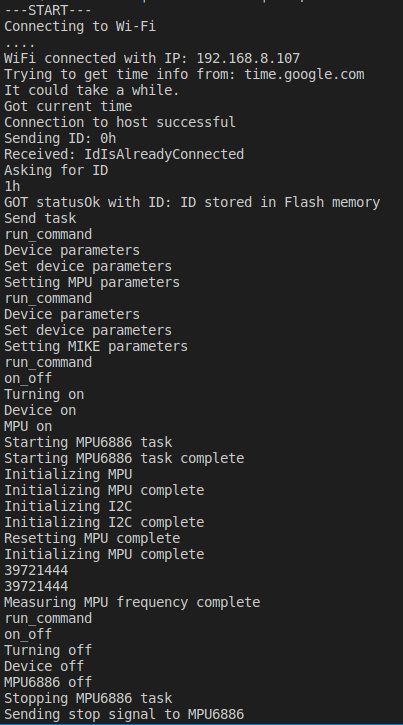 ---START---
Connecting to Wi-Fi
....
WiFi connected with IP: 192.168.8.107
Trying to get time info from: time.google.com
It could take a while.
Got current time
Connection to host successful
Sending ID: 0h
Received: IdIsAlreadyConnected
Asking for ID
1h
GOT statusOk with ID: ID stored in Flash memory
Send task
run_command
Device parameters
Set device parameters
Setting MPU parameters
run_command
Device parameters
Set device parameters
Setting MIKE parameters
run_command
on_off
Turning on
Device on
MPU on
Starting MPU6886 task
Starting MPU6886 task complete
Initializing MPU
Initializing MPU complete
Initializing I2C
Initializing I2C complete
Resetting MPU complete
Initializing MPU complete
39721444
39721444
Measuring MPU frequency complete
run_command
on_off
Turning off
Device off
MPU6886 off
Stopping MPU6886 task
Sending stop signal to MPU6886